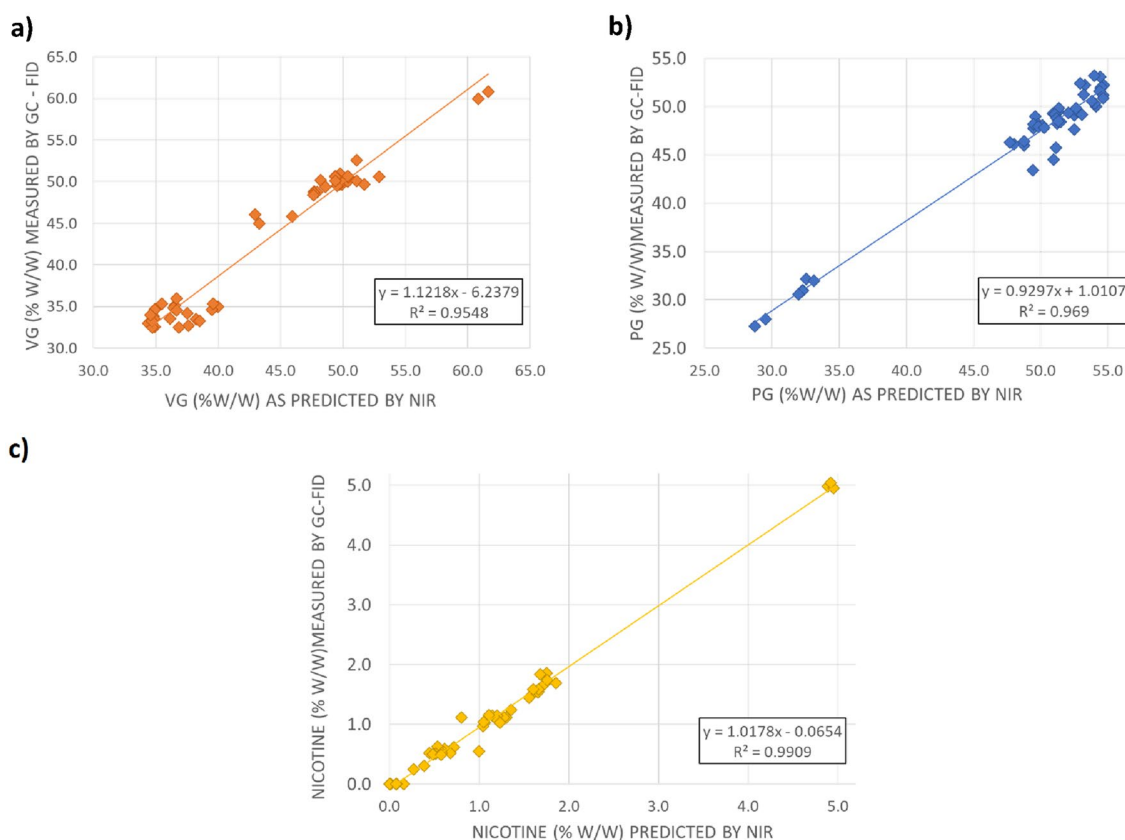 a)
VG (% W/W) MEASURED BY GC - FID
65.0
60.0
55.0
50.0
45.0
40.0
35.0
30.0
y = 1.1218x - 6.2379
R² = 0.9548
30.0 35.0 40.0 45.0 50.0 55.0 60.0 65.0
VG (%W/W) AS PREDICTED BY NIR
b)
PG (% W/W)MEASURED BY GC-FID
55.0
50.0
45.0
40.0
35.0
30.0
25.0
y = 0.9297x + 1.0107
R² = 0.969
25.0 30.0 35.0 40.0 45.0 50.0 55.0
PG (%W/W) AS PREDICTED BY NIR
c)
NICOTINE (% W/W)MEASURED BY GC-FID
5.0
4.0
3.0
2.0
1.0
0.0
y = 1.0178x - 0.0654
R² = 0.9909
0.0 1.0 2.0 3.0 4.0 5.0
NICOTINE (% W/W) PREDICTED BY NIR